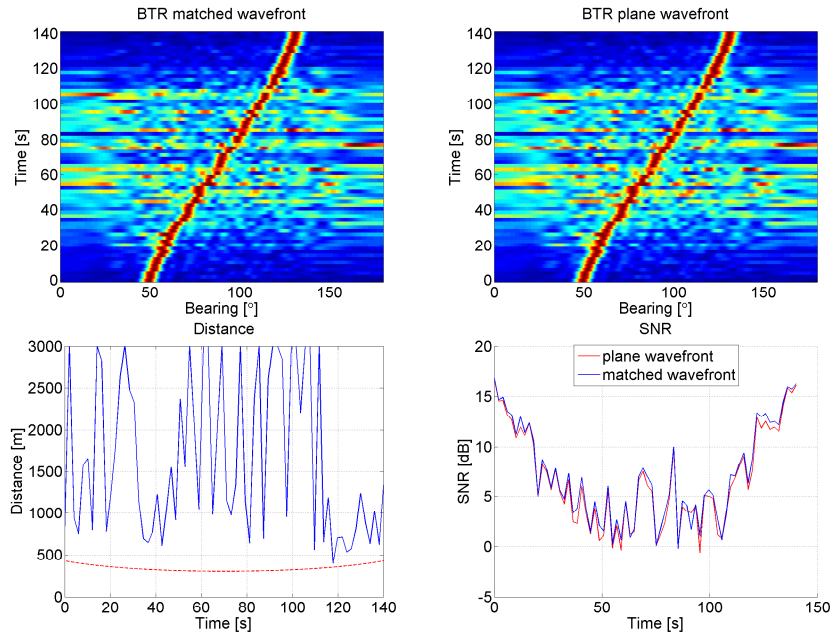 BTR matched wavefront
140
120
100
80
60
40
20
0
Time [s]
0 50 100 150
Bearing [°]
BTR plane wavefront
140
120
100
80
60
40
20
0
Time [s]
0 50 100 150
Bearing [°]
Distance
3000
2500
2000
1500
1000
500
0
Distance [m]
0 20 40 60 80 100 120 140
Time [s]
SNR
plane wavefront
matched wavefront
20
15
10
5
0
-5
SNR [dB]
0 50 100 150
Time [s]